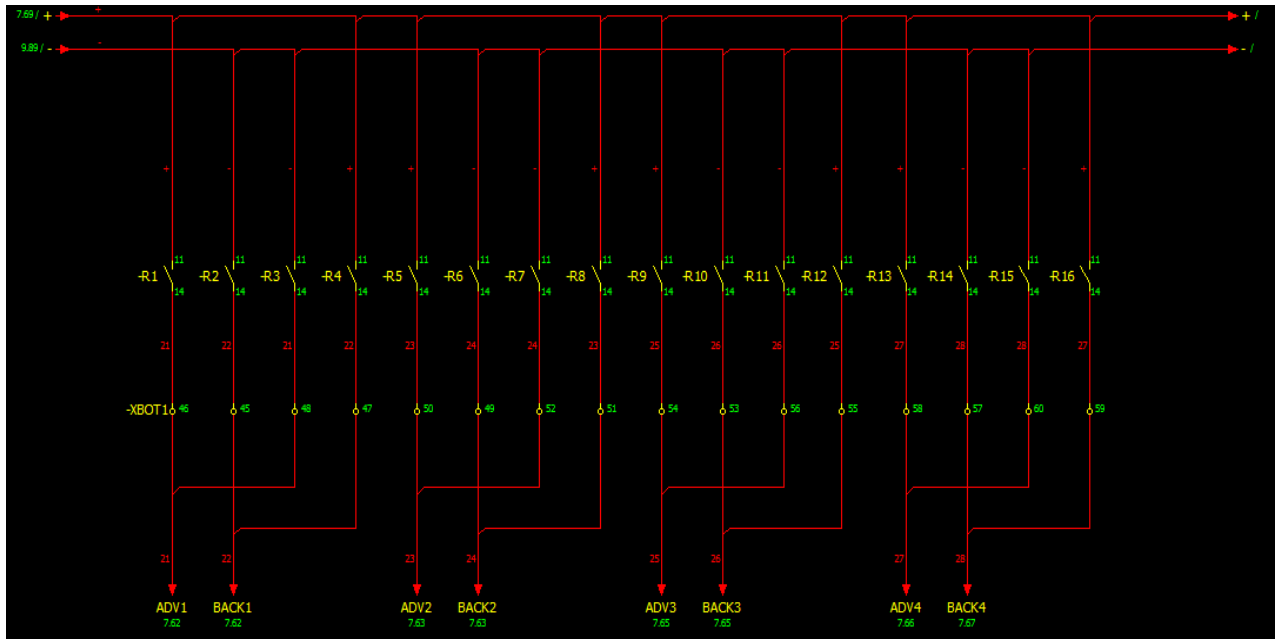 7.69 / + + + /
9.89 / - - - /
+ - - + + - - + + - - + + - - +
11 11 11 11 11 11 11 11 11 11 11 11 11 11 11 11
-R1 -R2 -R3 -R4 -R5 -R6 -R7 -R8 -R9 -R10 -R11 -R12 -R13 -R14 -R15 -R16
14 14 14 14 14 14 14 14 14 14 14 14 14 14 14 14
21 22 21 22 23 24 24 23 25 26 26 25 27 28 28 27
-XBOT1 46 45 48 47 50 49 52 51 54 53 56 55 58 57 60 59
21 22 23 24 25 26 27 28
ADV1 BACK1 ADV2 BACK2 ADV3 BACK3 ADV4 BACK4
7.62 7.62 7.63 7.63 7.65 7.65 7.66 7.67